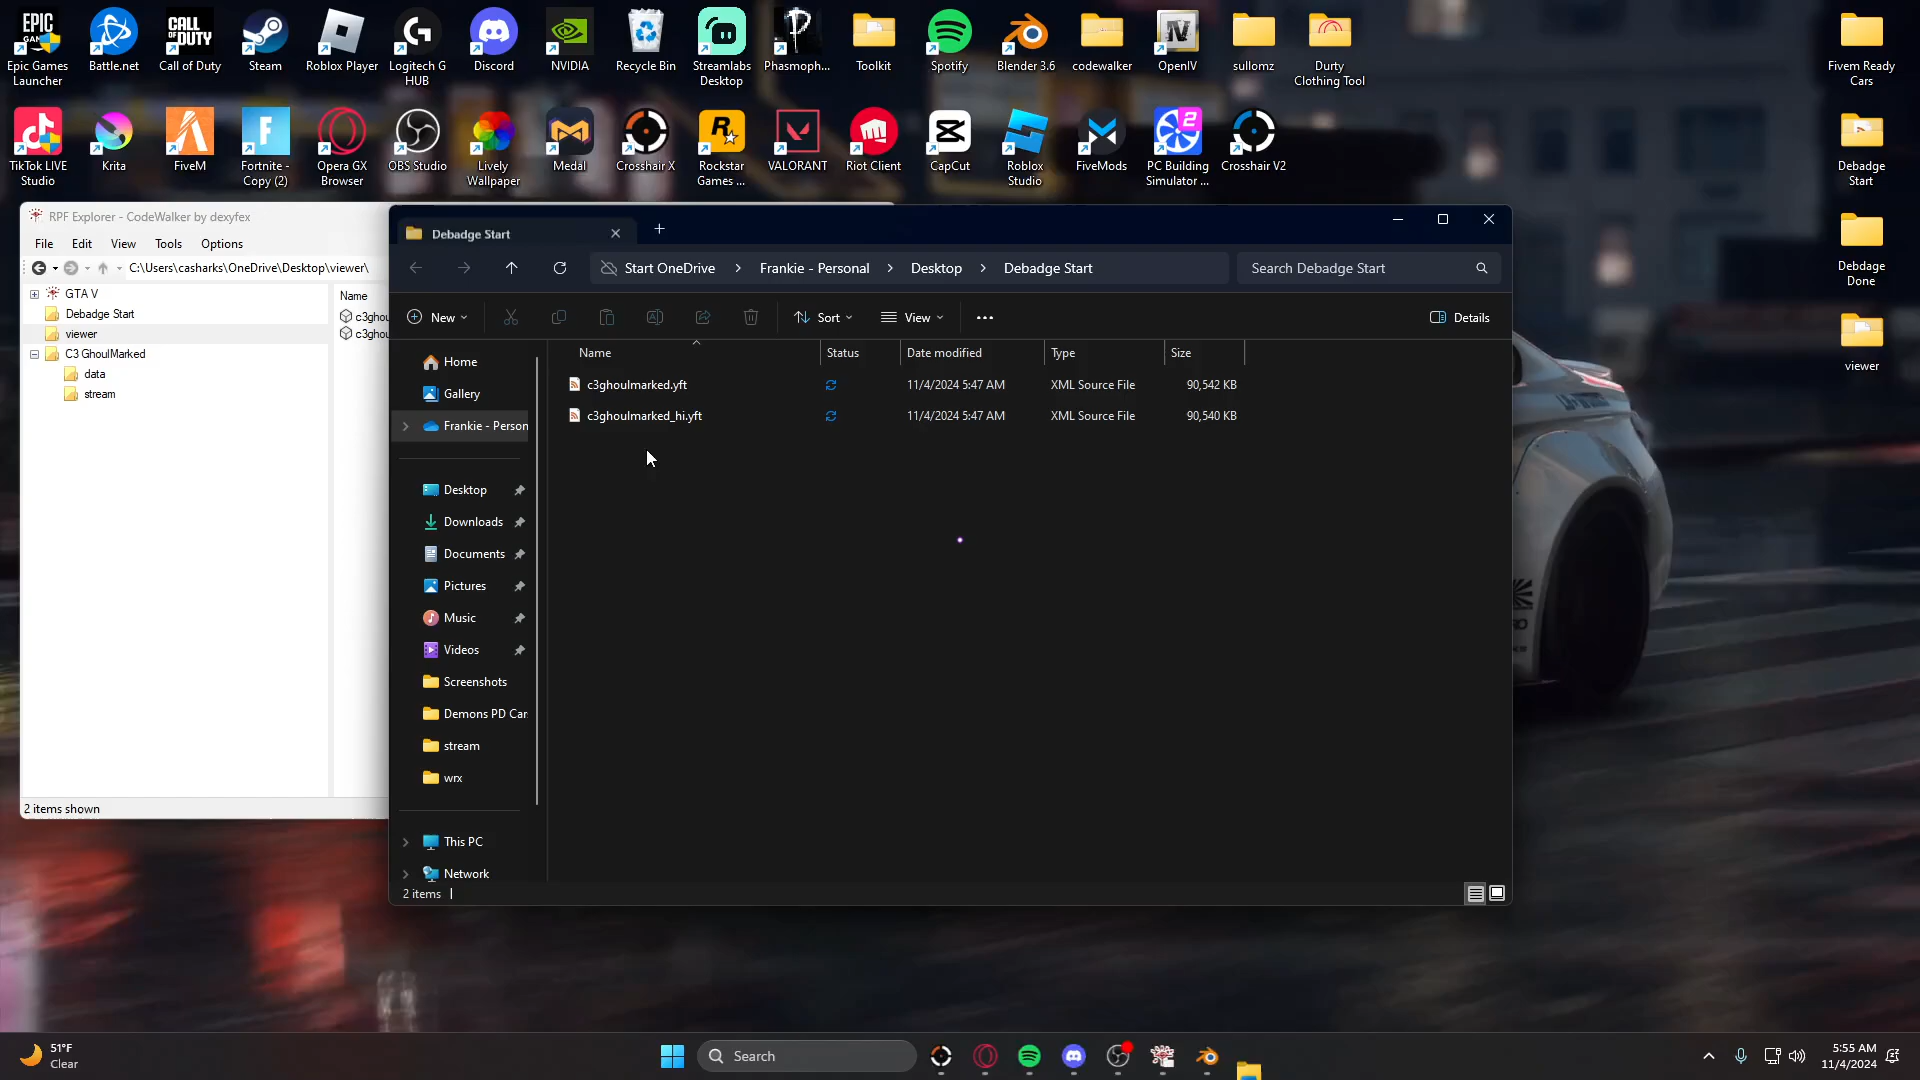 Epic Games
Launcher
Battle.net
Call of Duty
Steam
Roblox Player
Logitech G
HUB
Discord
NVIDIA
Recycle Bin
Streamlabs
Desktop
Phasmoph...
Toolkit
Spotify
Blender 3.6
codewalker
OpenIV
sullomz
Durty
Clothing Tool
Fivem Ready
Cars
TikTok LIVE
Studio
Krita
FiveM
Fortnite -
Copy (2)
Opera GX
Browser
OBS Studio
Lively
Wallpaper
Medal
Crosshair X
Rockstar
Games ...
VALORANT
Riot Client
CapCut
Roblox
Studio
FiveMods
PC Building
Simulator ...
Crosshair V2
Debadge
Start
Debdage
Done
viewer
RPF Explorer - CodeWalker by dexyfex
File Edit View Tools Options
C:\Users\casharks\OneDrive\Desktop\viewer\
GTA V
Debadge Start
viewer
C3 GhoulMarked
data
stream
Name
c3ghou
c3ghou
2 items shown
Debadge Start
Start OneDrive > Frankie - Personal > Desktop > Debadge Start
Search Debadge Start
New Sort View ... Details
Home
Gallery
Frankie - Person
Desktop
Downloads
Documents
Pictures
Music
Videos
Screenshots
Demons PD Car
stream
wrx
This PC
Network
Name Status Date modified Type Size
c3ghoulmarked.yft 11/4/2024 5:47 AM XML Source File 90,542 KB
c3ghoulmarked_hi.yft 11/4/2024 5:47 AM XML Source File 90,540 KB
2 items
51°F
Clear
Search
5:55 AM
11/4/2024